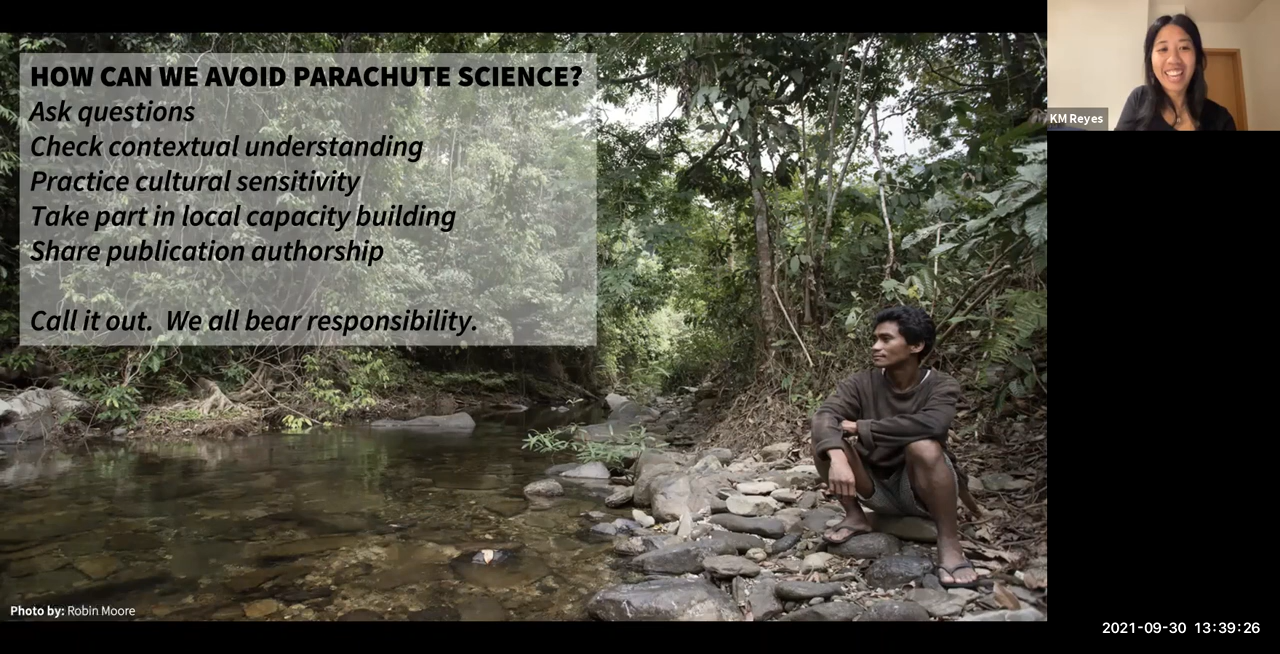 HOW CAN WE AVOID PARACHUTE SCIENCE?
Ask questions
Check contextual understanding
Practice cultural sensitivity
Take part in local capacity building
Share publication authorship
Call it out.  We all bear responsibility.
KM Reyes
Photo by: Robin Moore
2021-09-30 13:39:26